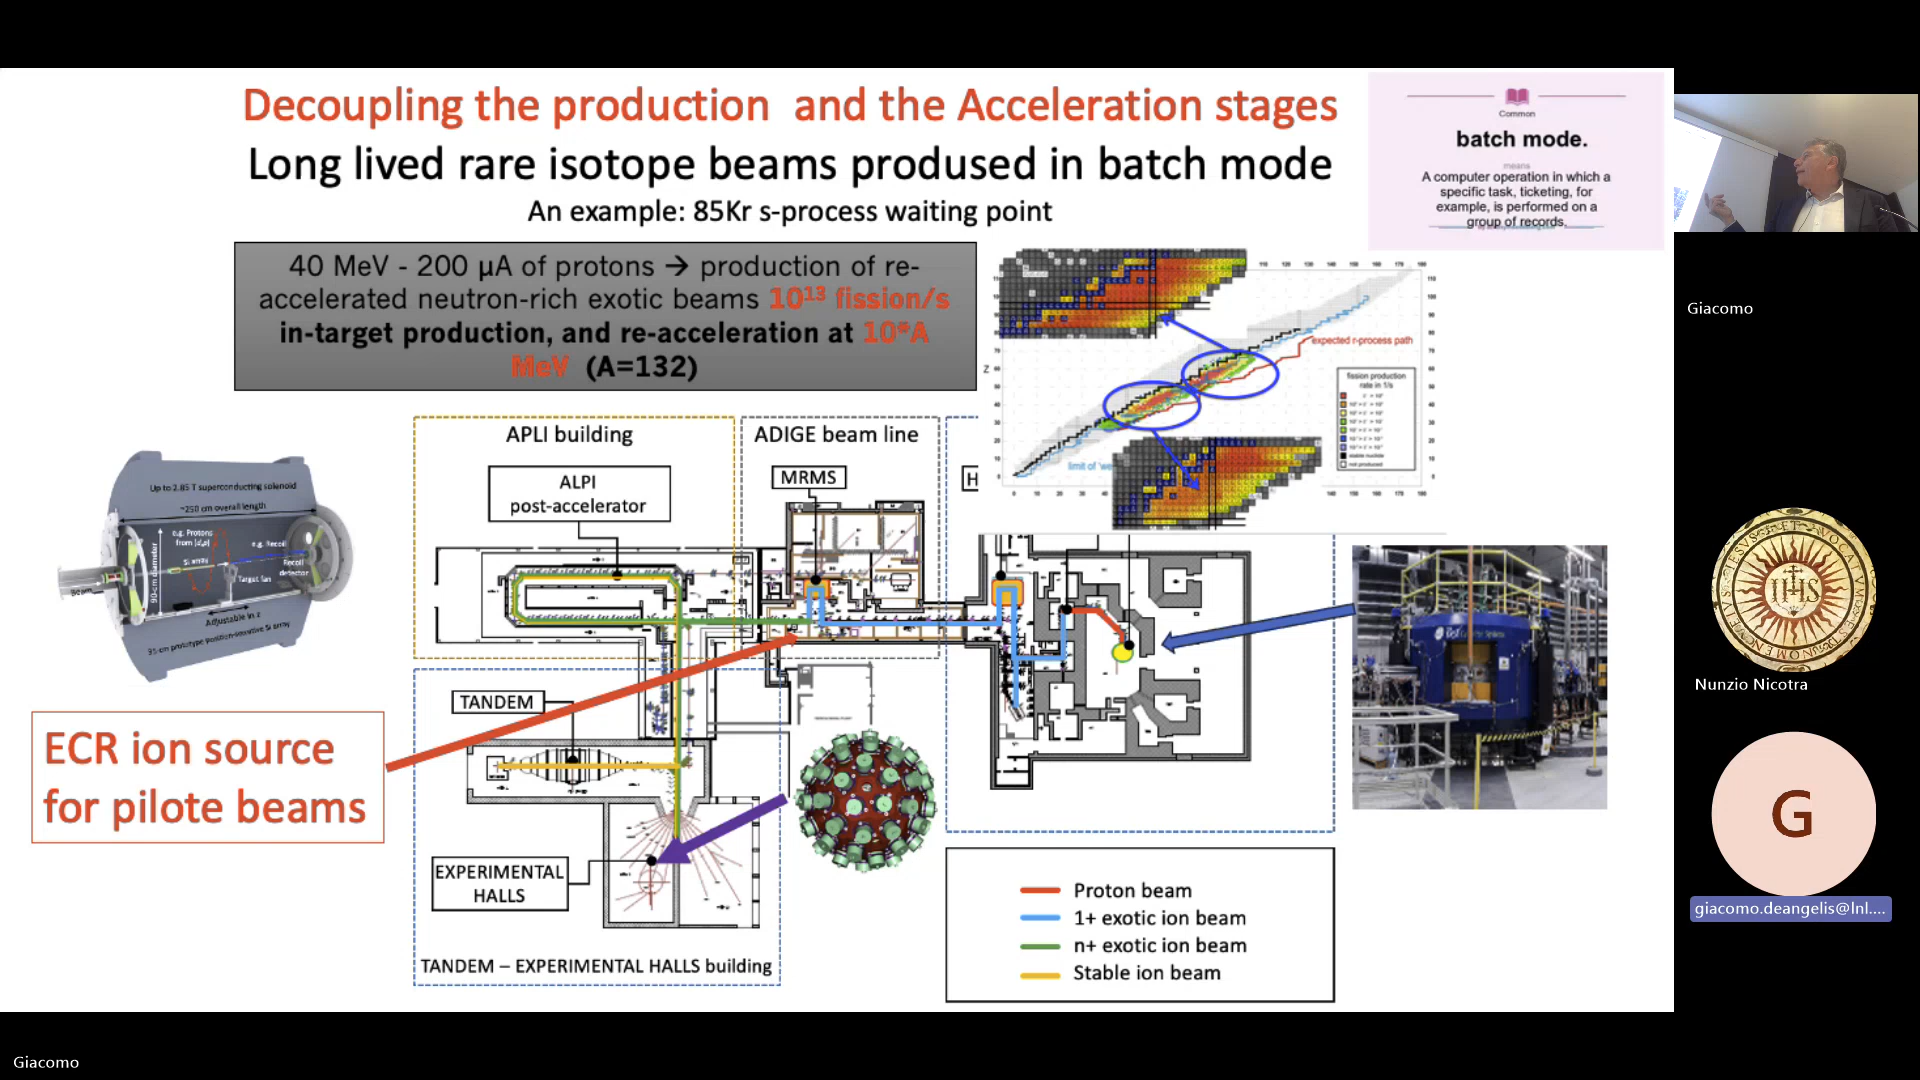 Decoupling the production and the Acceleration stages
Long lived rare isotope beams prodused in batch mode
An example: 85Kr s-process waiting point
Common
batch mode.
means
A computer operation in which a
specific task, ticketing, for
example, is performed on a
group of records.
40 MeV - 200 µA of protons → production of re-
accelerated neutron-rich exotic beams 10¹³ fission/s
in-target production, and re-acceleration at 10*A
MeV (A=132)
expected r-process path
fission production
rate in 1/s
stable nuclide
not produced
Z
Up to 2.85 T superconducting solenoid
~250 cm overall length
e.g. Protons
from (d,p)
e.g. Recoil
Si array
Target fan
Recoil
detector
Beam
90-cm diameter
Adjustable in z
35-cm prototype position-sensitive Si array
APLI building
ADIGE beam line
ALPI
post-accelerator
MRMS
H
TANDEM
EXPERIMENTAL
HALLS
TANDEM – EXPERIMENTAL HALLS building
ECR ion source
for pilote beams
Proton beam
1+ exotic ion beam
n+ exotic ion beam
Stable ion beam
Giacomo
IHS
Nunzio Nicotra
G
giacomo.deangelis@lnl....
Giacomo